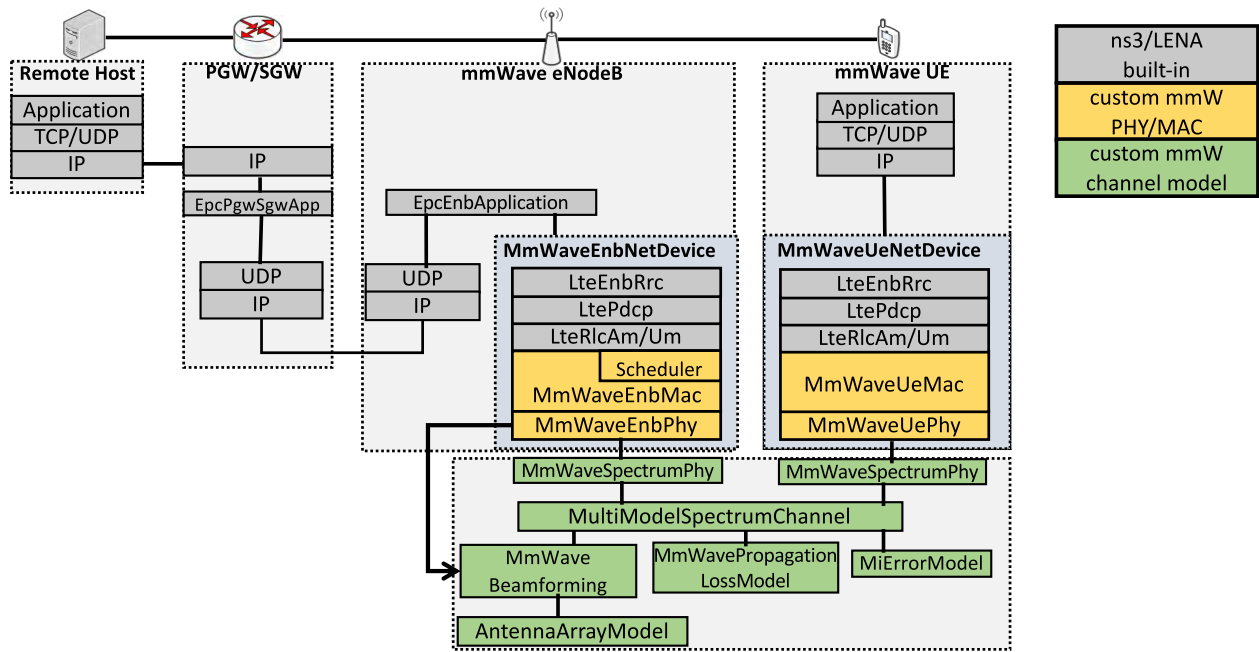 Remote Host
Application
TCP/UDP
IP
PGW/SGW
IP
EpcPgwSgwApp
UDP
IP
mmWave eNodeB
EpcEnbApplication
UDP
IP
MmWaveEnbNetDevice
LteEnbRrc
LtePdcp
LteRlcAm/Um
Scheduler
MmWaveEnbMac
MmWaveEnbPhy
mmWave UE
Application
TCP/UDP
IP
MmWaveUeNetDevice
LteEnbRrc
LtePdcp
LteRlcAm/Um
MmWaveUeMac
MmWaveUePhy
MmWaveSpectrumPhy
MmWaveSpectrumPhy
MultiModelSpectrumChannel
MmWave
Beamforming
MmWavePropagation
LossModel
MiErrorModel
AntennaArrayModel
ns3/LENA
built-in
custom mmW
PHY/MAC
custom mmW
channel model